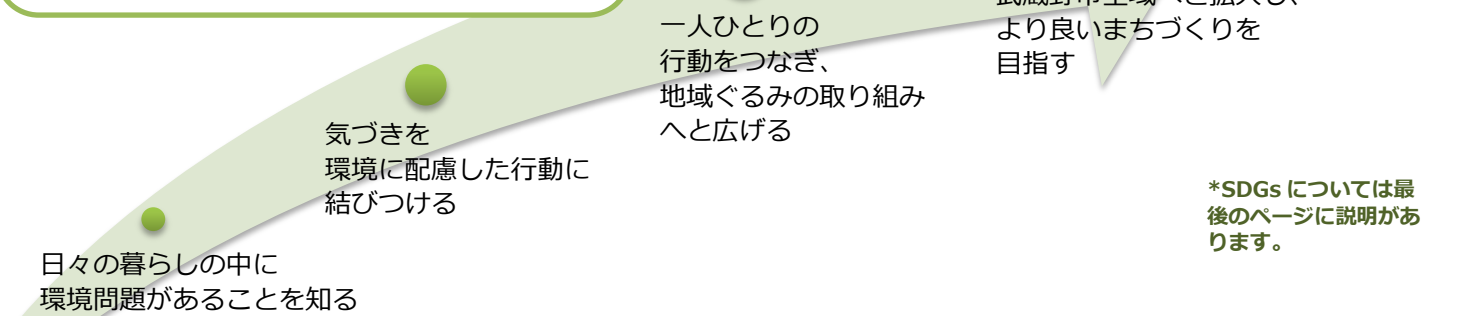 一人ひとりの
行動をつなぎ、
地域ぐるみの取り組み
へと広げる
より良いまちづくりを
目指す
気づきを
環境に配慮した行動に
結びつける
*SDGs については最
後のページに説明があ
ります。
日々の暮らしの中に
環境問題があることを知る